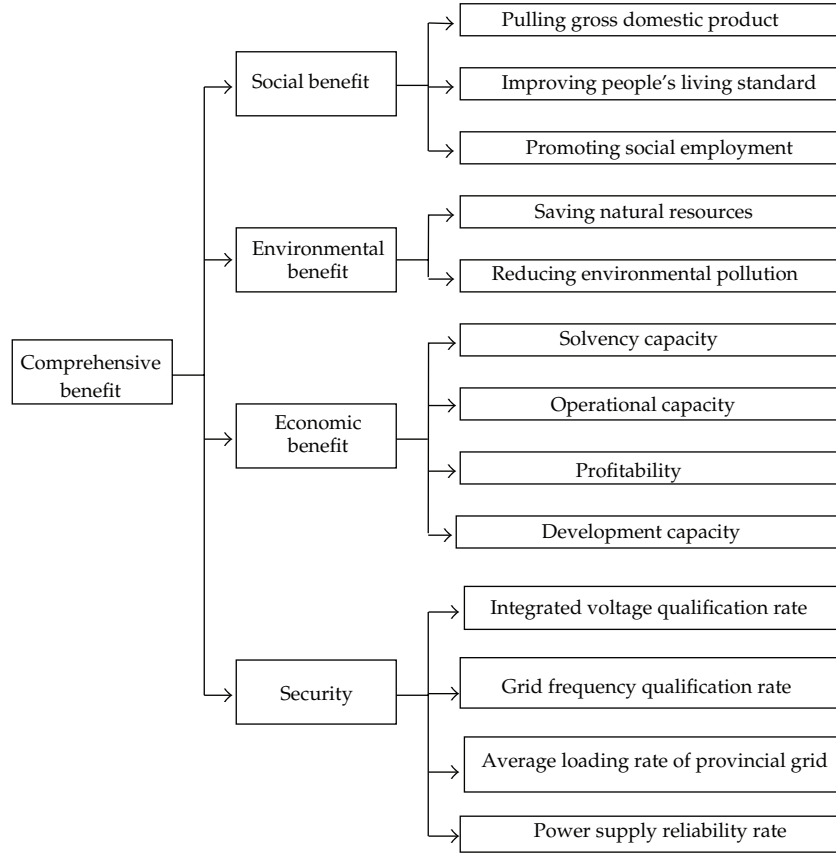 Comprehensive
benefit
Social benefit
Pulling gross domestic product
Improving people's living standard
Promoting social employment
Environmental
benefit
Saving natural resources
Reducing environmental pollution
Economic
benefit
Solvency capacity
Operational capacity
Profitability
Development capacity
Security
Integrated voltage qualification rate
Grid frequency qualification rate
Average loading rate of provincial grid
Power supply reliability rate